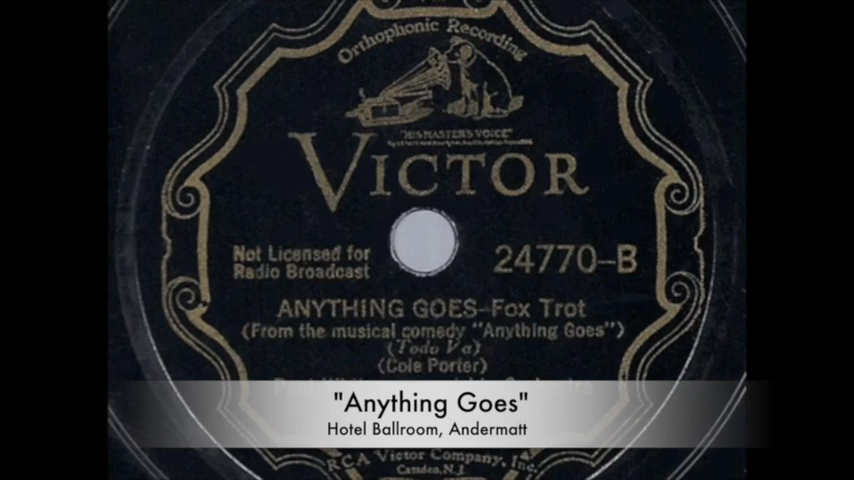 Orthophonic Recording
"HIS MASTER'S VOICE"
VICTOR
Not Licensed for
Radio Broadcast
24770-B
ANYTHING GOES-Fox Trot
(From the musical comedy "Anything Goes")
(Todo Va)
(Cole Porter)
"Anything Goes"
Hotel Ballroom, Andermatt
RCA Victor Company, Inc.
Camden, N.J.